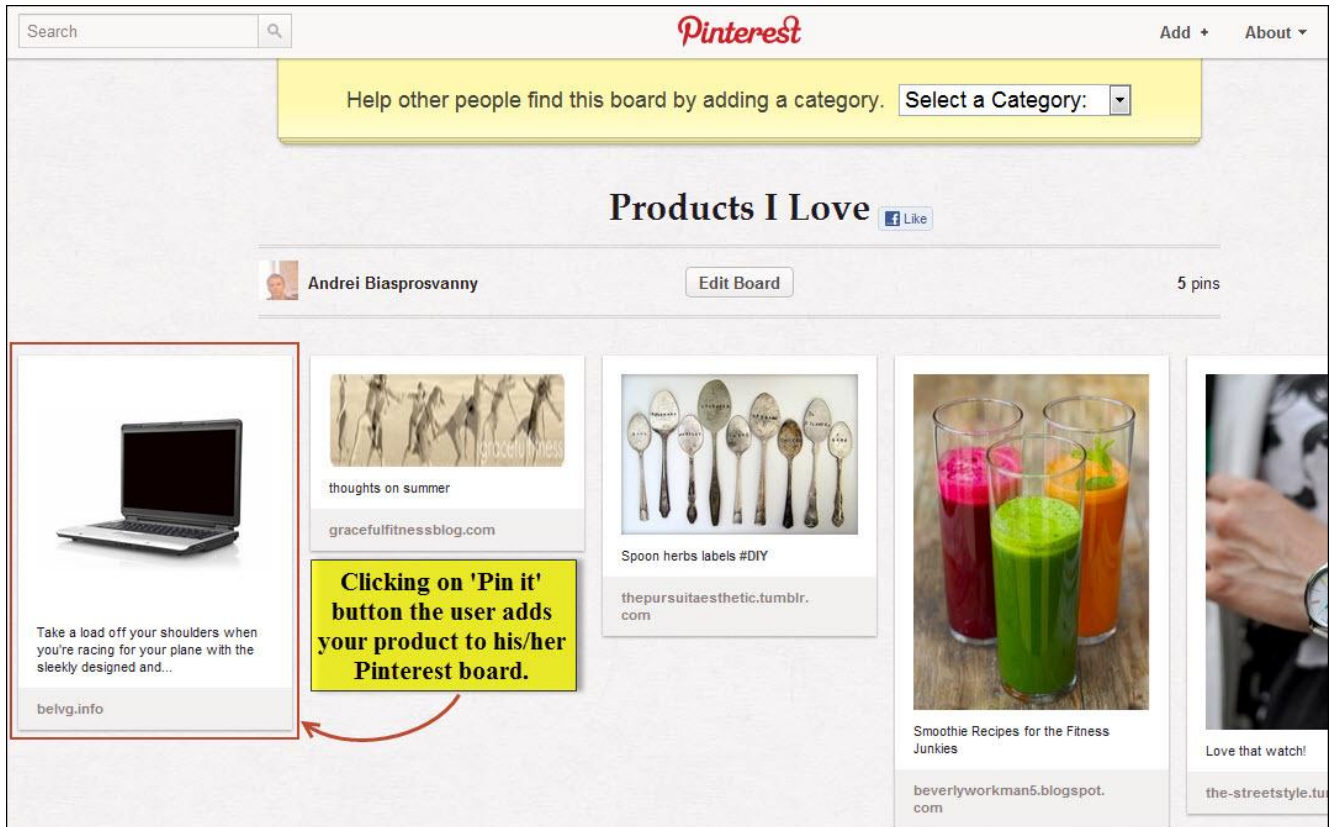 Search
Pinterest
Add +
About
Help other people find this board by adding a category.
Select a Category:
Products I Love
Like
Andrei Biasprosvanny
Edit Board
5 pins
Take a load off your shoulders when
you're racing for your plane with the
sleekly designed and...
belvg.info
gracefulfitness
thoughts on summer
gracefulfitnessblog.com
Clicking on 'Pin it'
button the user adds
your product to his/her
Pinterest board.
Spoon herbs labels #DIY
thepursuitaesthetic.tumblr.
com
Smoothie Recipes for the Fitness
Junkies
beverlyworkman5.blogspot.
com
Love that watch!
the-streetstyle.tu